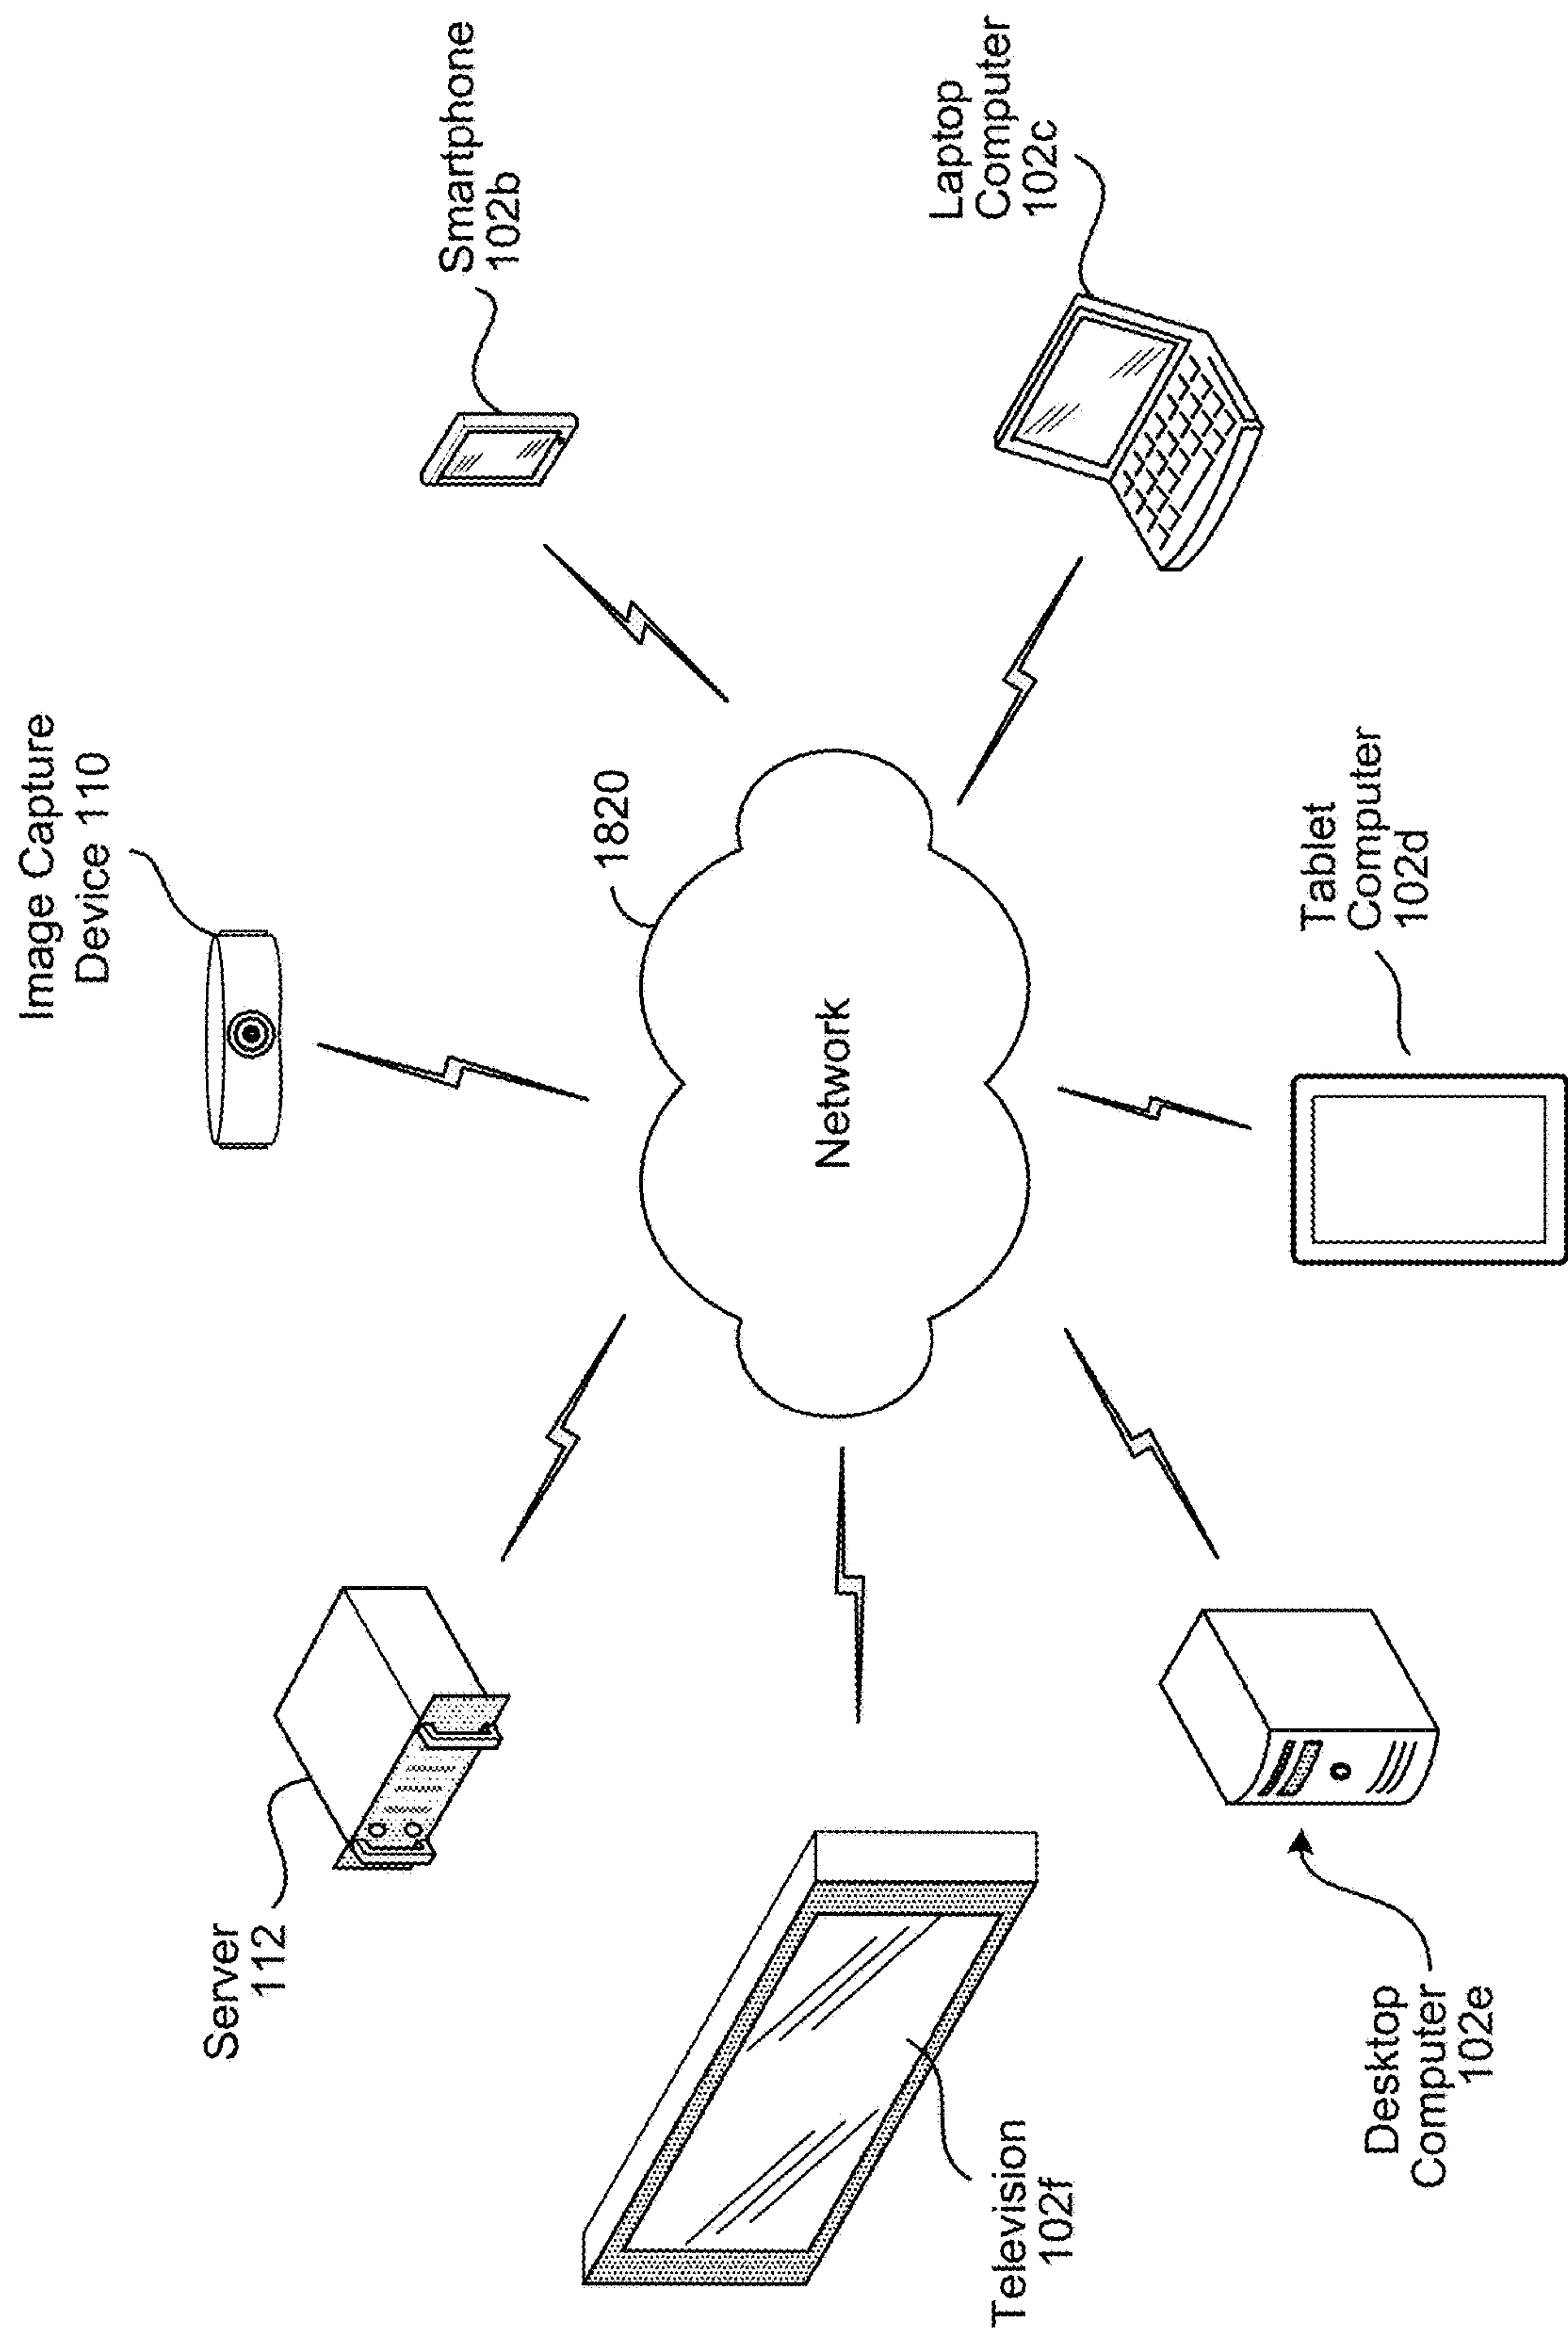 Image Capture
Device 110
Smartphone
102b
Server
112
1820
Network
Laptop
Computer
102c
Television
102f
Tablet
Computer
102d
Desktop
Computer
102e